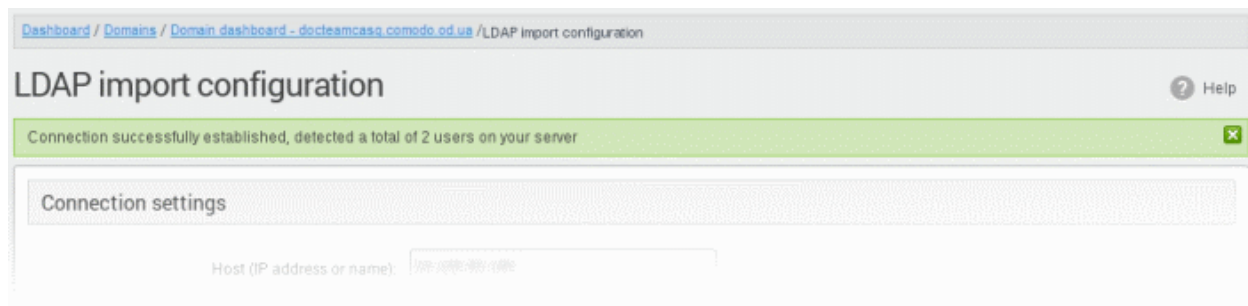 Dashboard / Domains / Domain dashboard - docteamcasg.comodo.od.ua /LDAP import configuration
LDAP import configuration
Help
Connection successfully established, detected a total of 2 users on your server
Connection settings
Host (IP address or name):